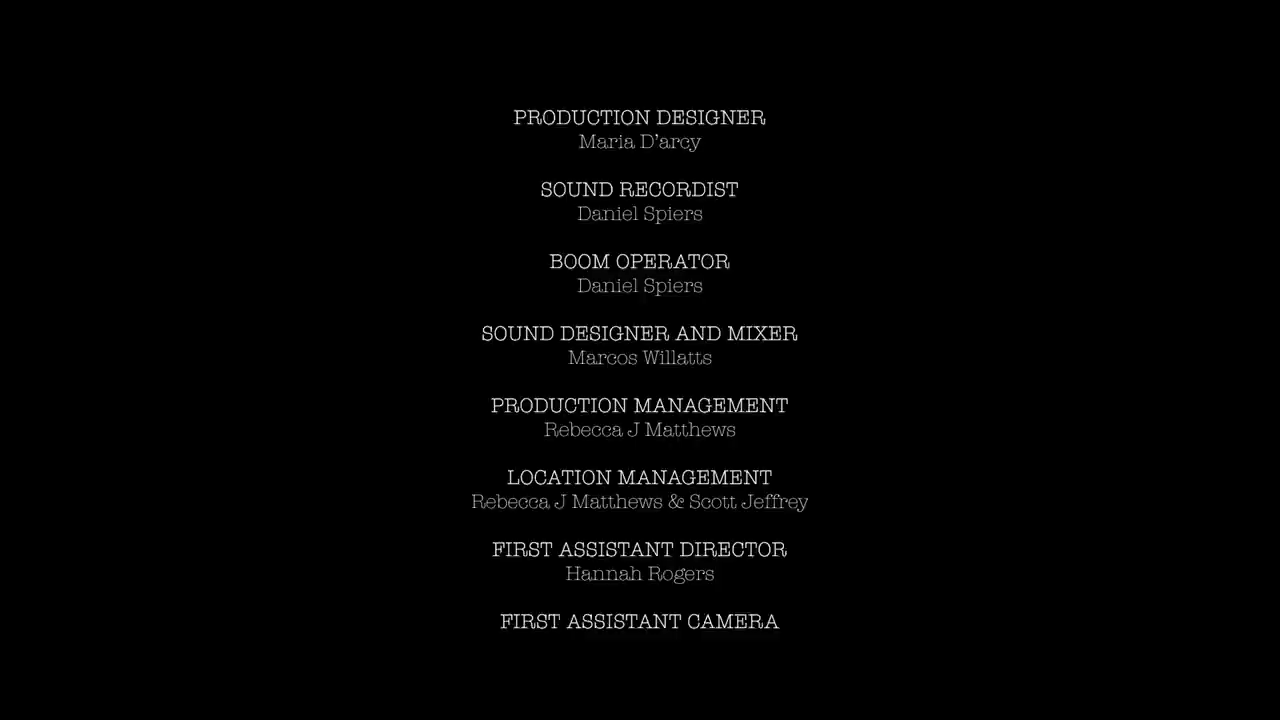 PRODUCTION DESIGNER
Maria D’arcy
SOUND RECORDIST
Daniel Spiers
BOOM OPERATOR
Daniel Spiers
SOUND DESIGNER AND MIXER
Marcos Willatts
PRODUCTION MANAGEMENT
Rebecca J Matthews
LOCATION MANAGEMENT
Rebecca J Matthews & Scott Jeffrey
FIRST ASSISTANT DIRECTOR
Hannah Rogers
FIRST ASSISTANT CAMERA